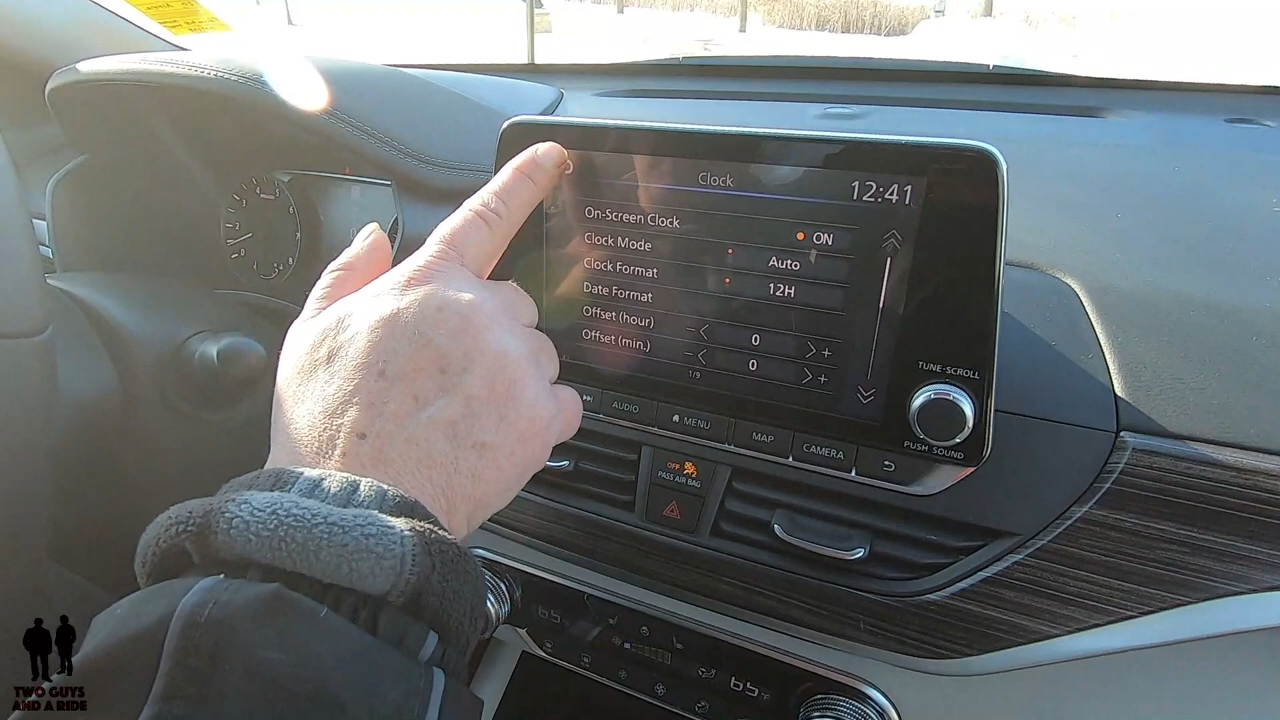 Clock
12:41
On-Screen Clock
ON
Clock Mode
Auto
Clock Format
12H
Date Format
Offset (hour)
- 0 +
Offset (min.)
- 0 +
1/9
TUNE·SCROLL
PUSH SOUND
AUDIO
MENU
MAP
CAMERA
OFF
PASS AIR BAG
65
65°F
TWO GUYS
AND A RIDE